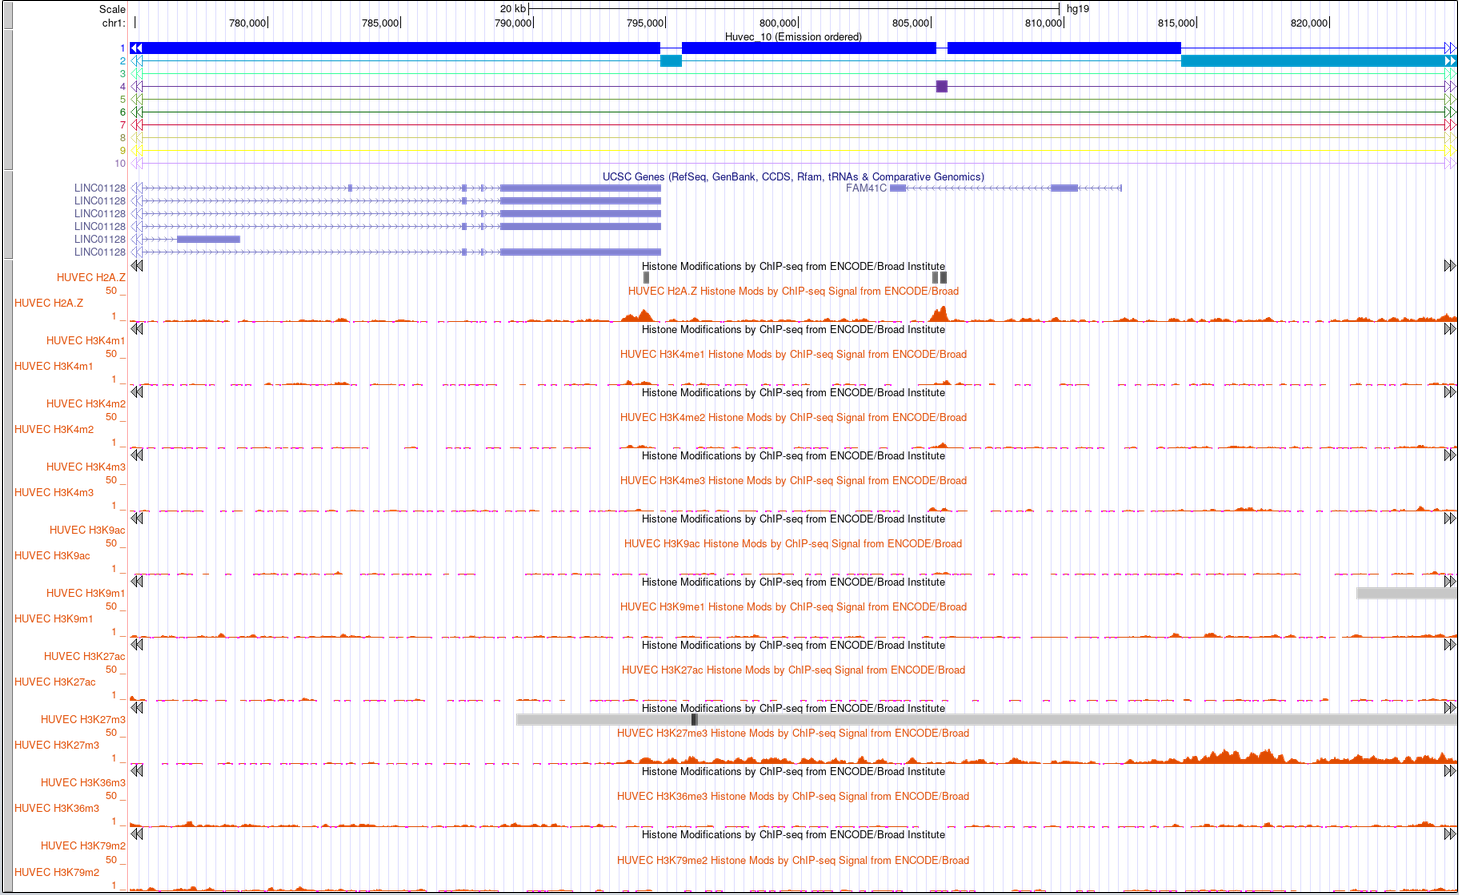 Scale 20 kb hg19
chr1: 780,000 785,000 790,000 795,000 800,000 805,000 810,000 815,000 820,000
Huvec_10 (Emission ordered)
1
2
3
4
5
6
7
8
9
10
UCSC Genes (RefSeq, GenBank, CCDS, Rfam, tRNAs & Comparative Genomics)
LINC01128 FAM41C
LINC01128
LINC01128
LINC01128
LINC01128
LINC01128
Histone Modifications by ChIP-seq from ENCODE/Broad Institute
HUVEC H2A.Z
50 HUVEC H2A.Z Histone Mods by ChIP-seq Signal from ENCODE/Broad
HUVEC H2A.Z
1
Histone Modifications by ChIP-seq from ENCODE/Broad Institute
HUVEC H3K4m1
50 HUVEC H3K4me1 Histone Mods by ChIP-seq Signal from ENCODE/Broad
HUVEC H3K4m1
1
Histone Modifications by ChIP-seq from ENCODE/Broad Institute
HUVEC H3K4m2
50 HUVEC H3K4me2 Histone Mods by ChIP-seq Signal from ENCODE/Broad
HUVEC H3K4m2
1
Histone Modifications by ChIP-seq from ENCODE/Broad Institute
HUVEC H3K4m3
50 HUVEC H3K4me3 Histone Mods by ChIP-seq Signal from ENCODE/Broad
HUVEC H3K4m3
1
Histone Modifications by ChIP-seq from ENCODE/Broad Institute
HUVEC H3K9ac
50 HUVEC H3K9ac Histone Mods by ChIP-seq Signal from ENCODE/Broad
HUVEC H3K9ac
1
Histone Modifications by ChIP-seq from ENCODE/Broad Institute
HUVEC H3K9m1
50 HUVEC H3K9me1 Histone Mods by ChIP-seq Signal from ENCODE/Broad
HUVEC H3K9m1
1
Histone Modifications by ChIP-seq from ENCODE/Broad Institute
HUVEC H3K27ac
50 HUVEC H3K27ac Histone Mods by ChIP-seq Signal from ENCODE/Broad
HUVEC H3K27ac
1
Histone Modifications by ChIP-seq from ENCODE/Broad Institute
HUVEC H3K27m3
50 HUVEC H3K27me3 Histone Mods by ChIP-seq Signal from ENCODE/Broad
HUVEC H3K27m3
1
Histone Modifications by ChIP-seq from ENCODE/Broad Institute
HUVEC H3K36m3
50 HUVEC H3K36me3 Histone Mods by ChIP-seq Signal from ENCODE/Broad
HUVEC H3K36m3
1
Histone Modifications by ChIP-seq from ENCODE/Broad Institute
HUVEC H3K79m2
50 HUVEC H3K79me2 Histone Mods by ChIP-seq Signal from ENCODE/Broad
HUVEC H3K79m2
1